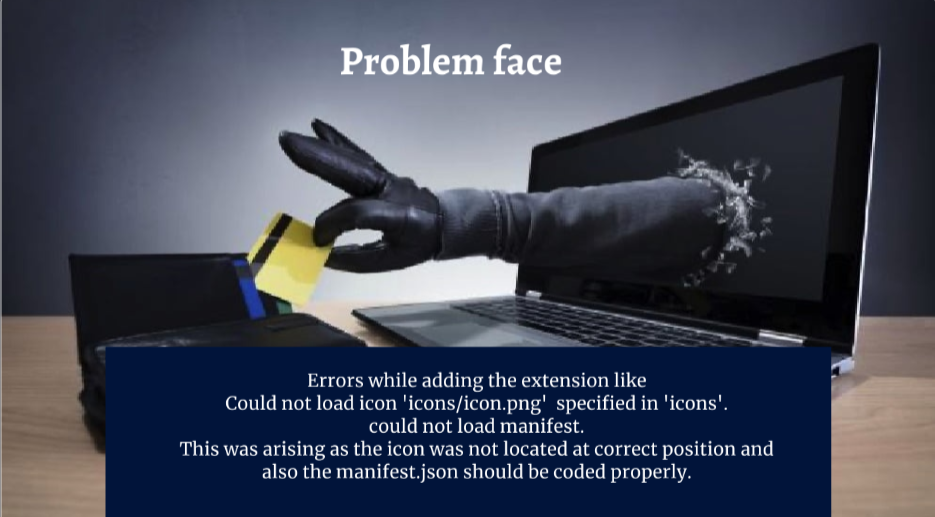 Problem face
Errors while adding the extension like
Could not load icon 'icons/icon.png'  specified in 'icons'.
could not load manifest.
This was arising as the icon was not located at correct position and
also the manifest.json should be coded properly.